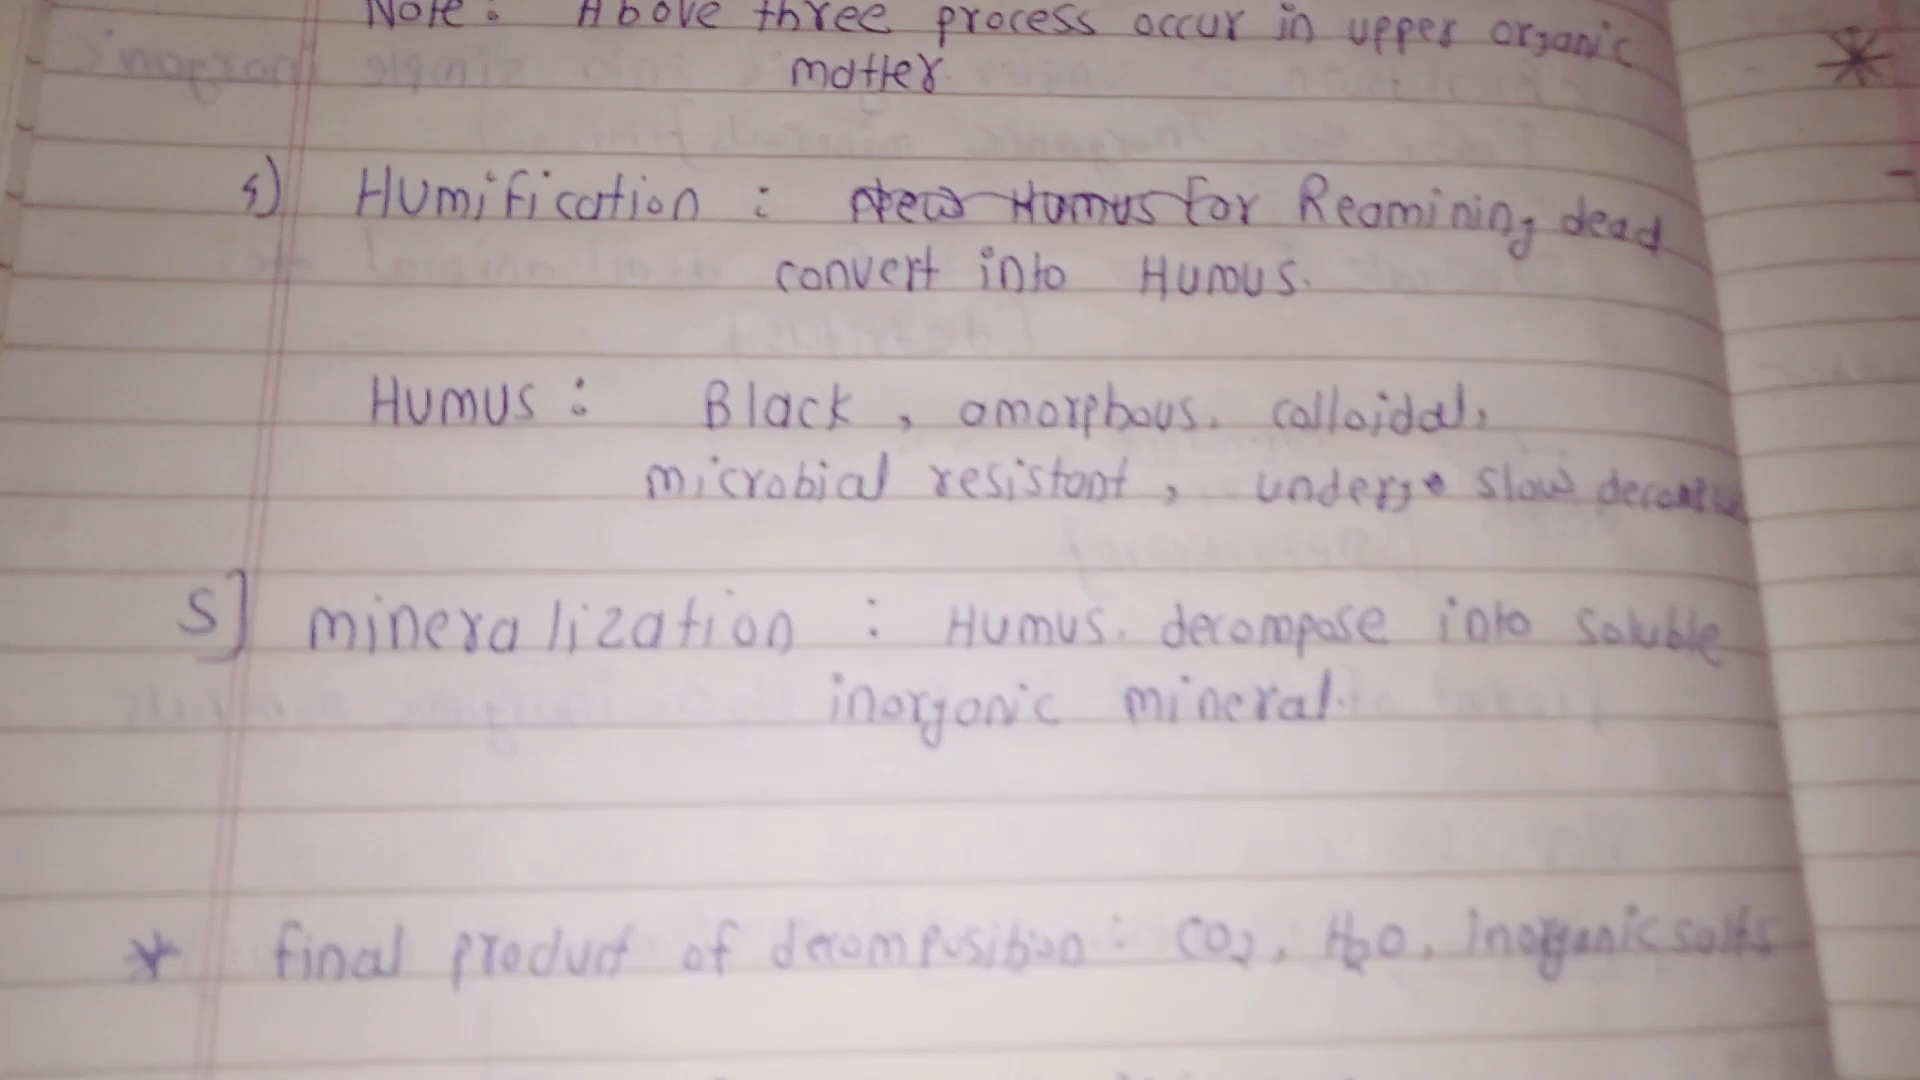 Note : Above three process occur in upper organic
matter.
4) Humification : New Humus for Reamining dead
convert into Humus.
Humus : Black , amorphous. colloidal,
microbial resistant , undergo slow
5] mineralization : Humus. decompose into soluble
inorganic mineral.
* final product of decomposition : CO2, H2O, inorganic salts